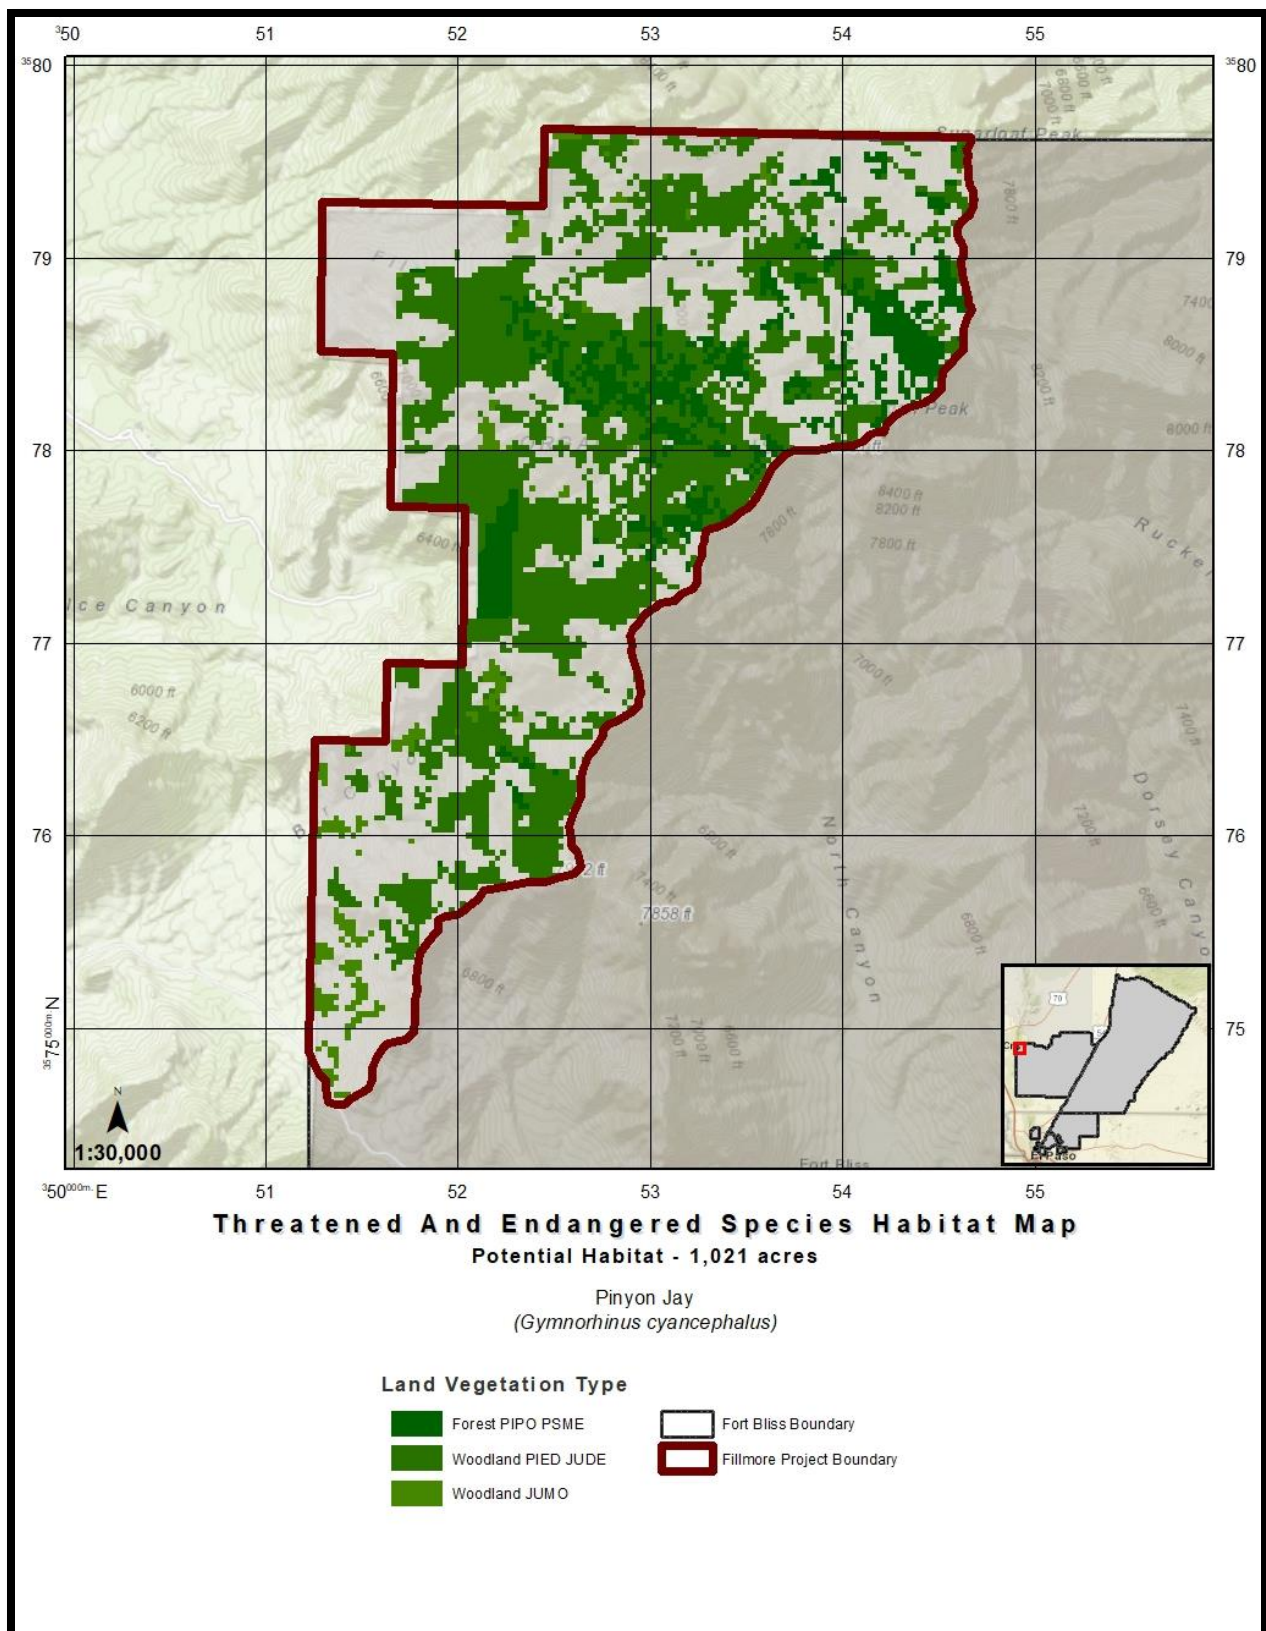 ³50 51 52 53 54 55
³⁵80 ³⁵80
Sugarloaf Peak
7800 ft
79 79
7400
8000 ft
8200 ft
Peak
8000 ft
78 78
8400 ft
8200 ft
7800 ft
7800 ft
6400 ft
Rucker
Ice Canyon
77 77
7000 ft
6000 ft
6200 ft
7400 ft
Dorsey Canyon
7200 ft
76 76
6800 ft
North Canyon
7400 ft
7858 ft
6600 ft
6800 ft
6800 ft
³⁵75⁰⁰⁰ᵐ·N 75
7200 ft
7000 ft
6600 ft
70
N
1:30,000
El Paso
Fort Bliss
³50⁰⁰⁰ᵐ·E 51 52 53 54 55
Threatened And Endangered Species Habitat Map
Potential Habitat - 1,021 acres
Pinyon Jay
(Gymnorhinus cyancephalus)
Land Vegetation Type
Forest PIPO PSME
Fort Bliss Boundary
Woodland PIED JUDE
Fillmore Project Boundary
Woodland JUMO